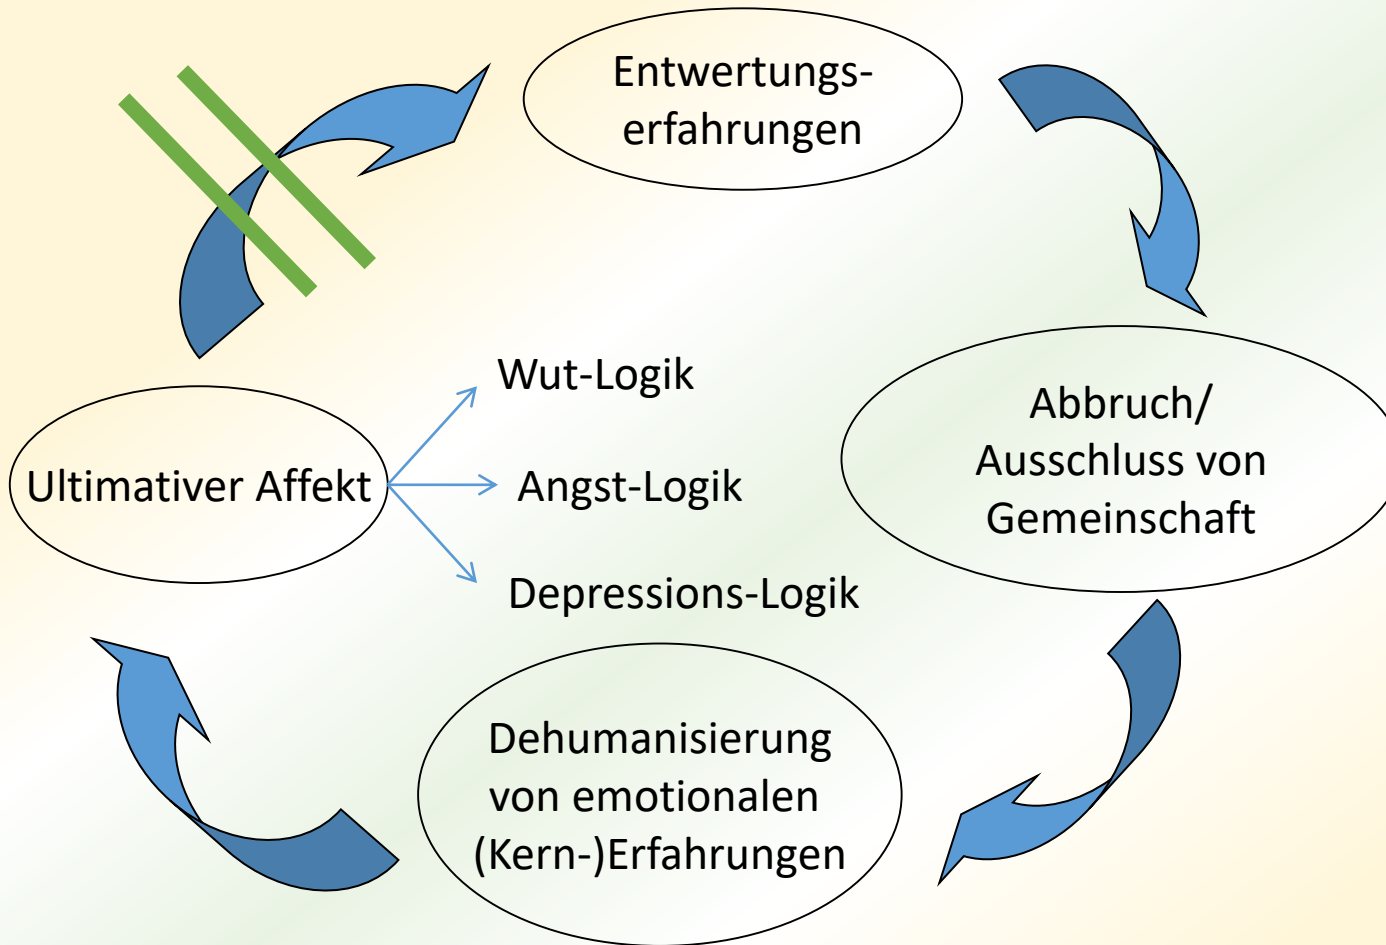 Entwertungs-
erfahrungen
Abbruch/
Ausschluss von
Gemeinschaft
Dehumanisierung
von emotionalen
(Kern-)Erfahrungen
Ultimativer Affekt
Wut-Logik
Angst-Logik
Depressions-Logik